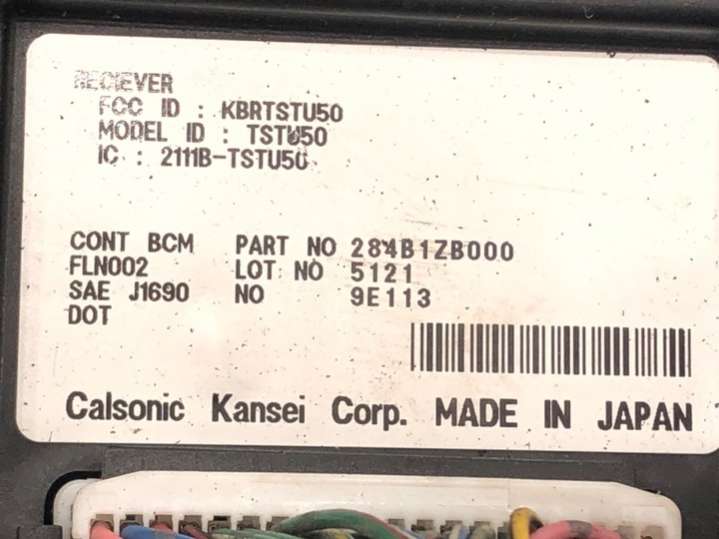 RECIEVER
FCC ID : KBRTSTU50
MODEL ID : TSTU50
IC : 2111B-TSTU50
CONT BCM PART NO 284B1ZB000
FLN002 LOT NO 5121
SAE J1690 NO 9E113
DOT
Calsonic Kansei Corp. MADE IN JAPAN